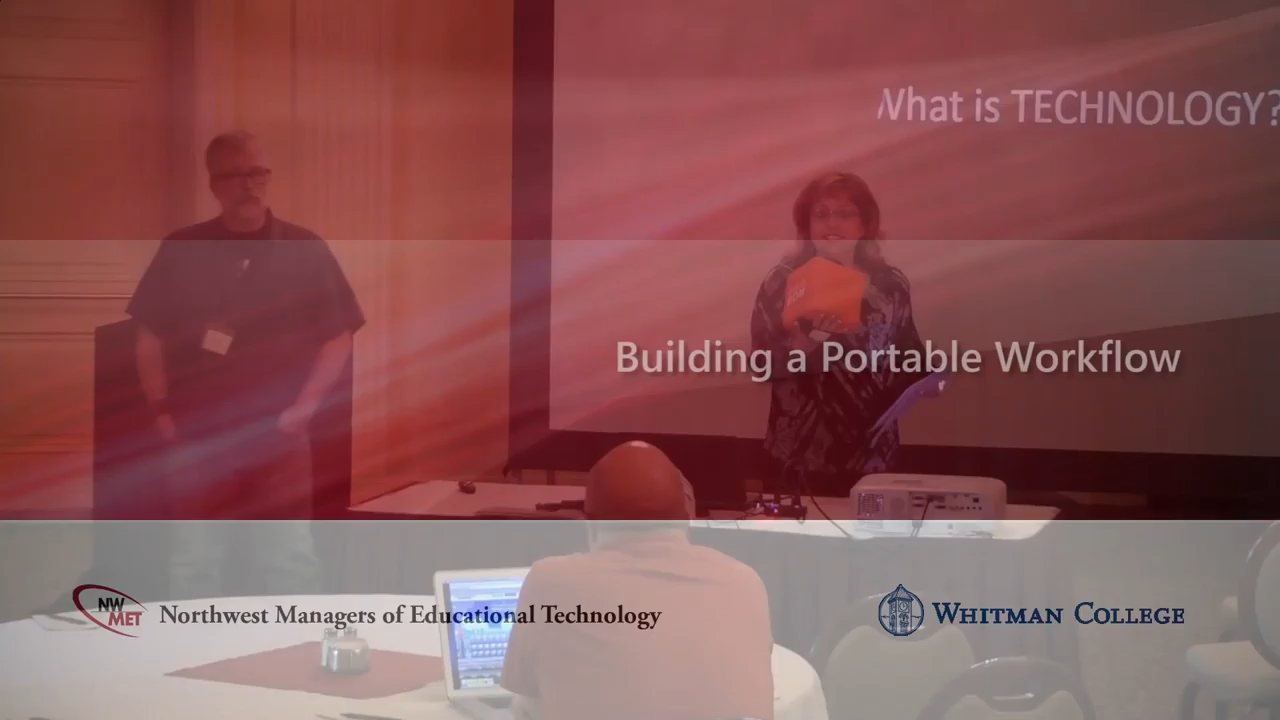 What is TECHNOLOGY?
Building a Portable Workflow
NW
MET
Northwest Managers of Educational Technology
WHITMAN COLLEGE